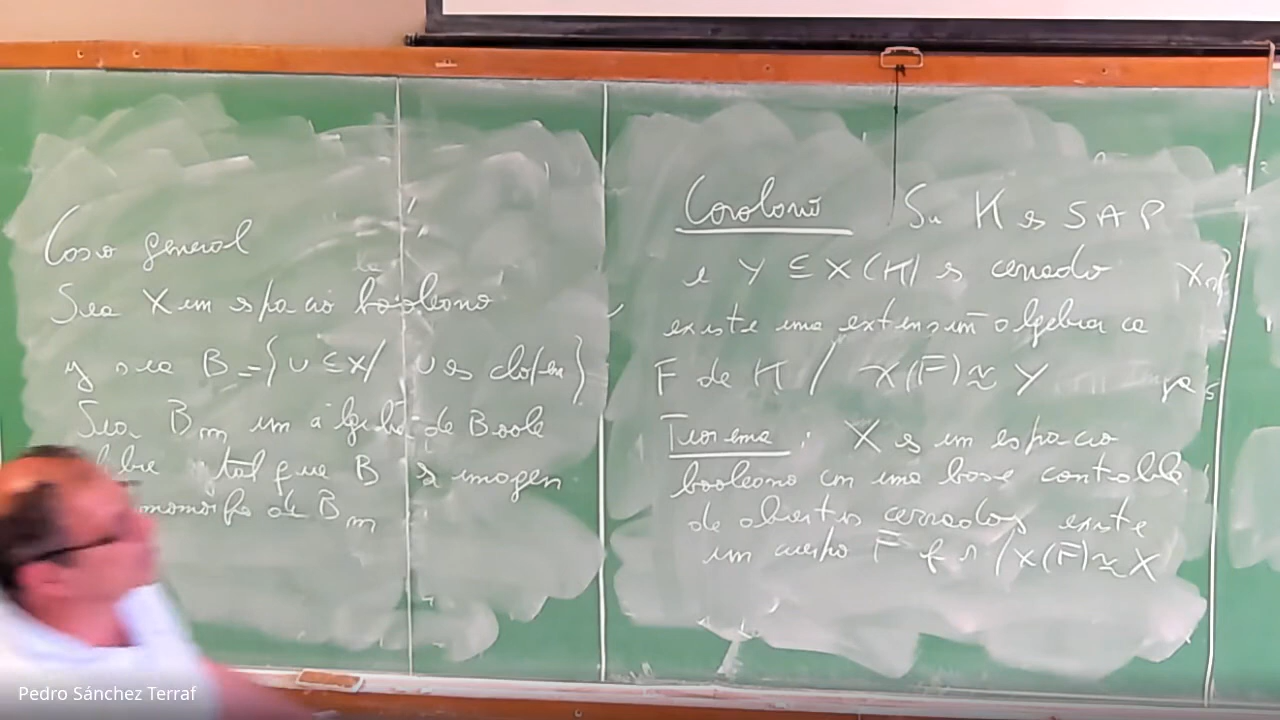 Caso general
Sea X un espacio booleano
y sea B = { U ⊆ X / U es clopen }
Sea B_m un álgebra de Boole
libre tal que B es imagen
homomorfa de B_m
Corolario Si K es SAP
e Y ⊆ X(K) es cerrado
existe una extensión algebraica
F de K / X(F) ≈ Y
Teorema: X es un espacio
booleano con una base contable
de abiertos cerrados existe
un cuerpo F f r / X(F) ≈ X
Pedro Sánchez Terraf